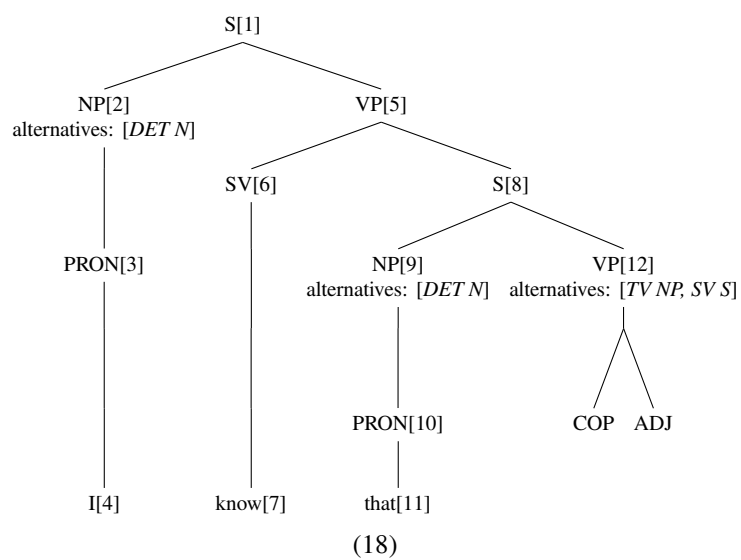 S[1]
NP[2] VP[5]
alternatives: [DET N]
SV[6] S[8]
PRON[3] NP[9] VP[12]
alternatives: [DET N] alternatives: [TV NP, SV S]
PRON[10] COP ADJ
I[4] know[7] that[11]
(18)